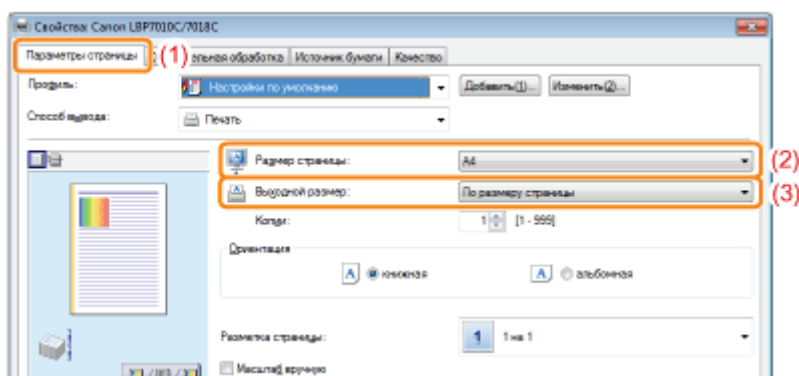 Свойства: Canon LBP7010C/7018C
Параметры страницы (1) ельная обработка Источник бумаги Качество
Профиль: Настройки по умолчанию Добавить(1)... Изменить(2)...
Способ вывода: Печать
Размер страницы: A4 (2)
Выходной размер: По размеру страницы (3)
Копии: 1 [1 - 999]
Ориентация
A книжная A альбомная
Разметка страницы: 1 1 на 1
Масштаб вручную